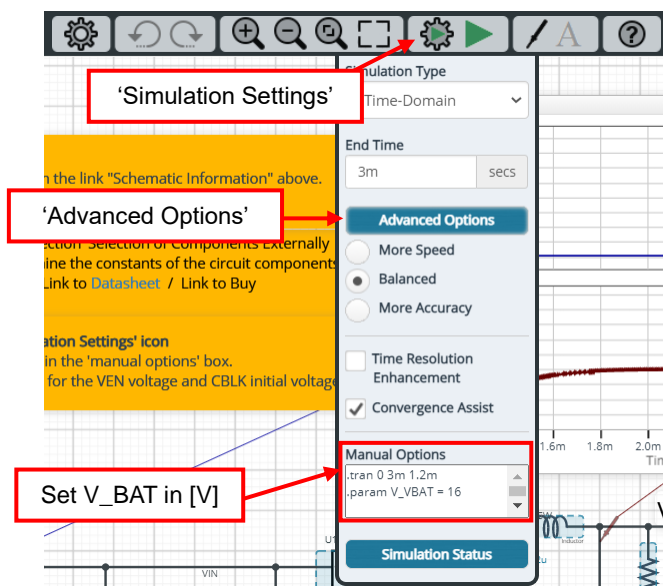 A
?
'Simulation Settings'
Simulation Type
Time-Domain
End Time
3m
secs
n the link "Schematic Information" above.
'Advanced Options'
Advanced Options
More Speed
Selection of Components Externally
ine the constants of the circuit components
Link to Datasheet / Link to Buy
Balanced
More Accuracy
ation Settings' icon
in the 'manual options' box.
for the VEN voltage and CBLK initial voltage
Time Resolution
Enhancement
Convergence Assist
1.6m
1.8m
2.0m
Tin
Manual Options
.tran 0 3m 1.2m
.param V_VBAT = 16
Set V_BAT in [V]
Simulation Status
VIN
Inductor